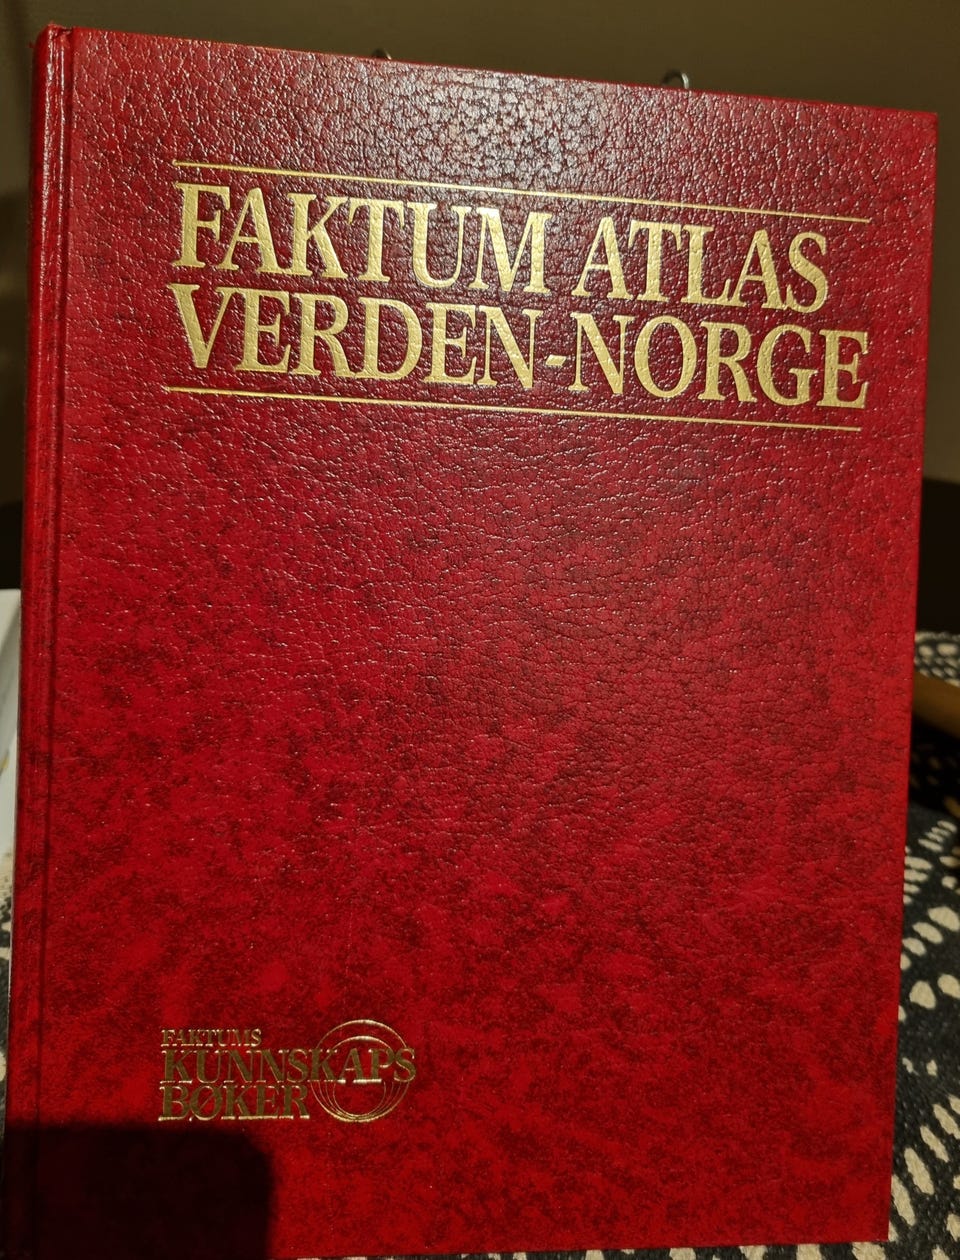 FAKTUM ATLAS
VERDEN-NORGE
FAKTUMS
KUNNSKAPS
BØKER